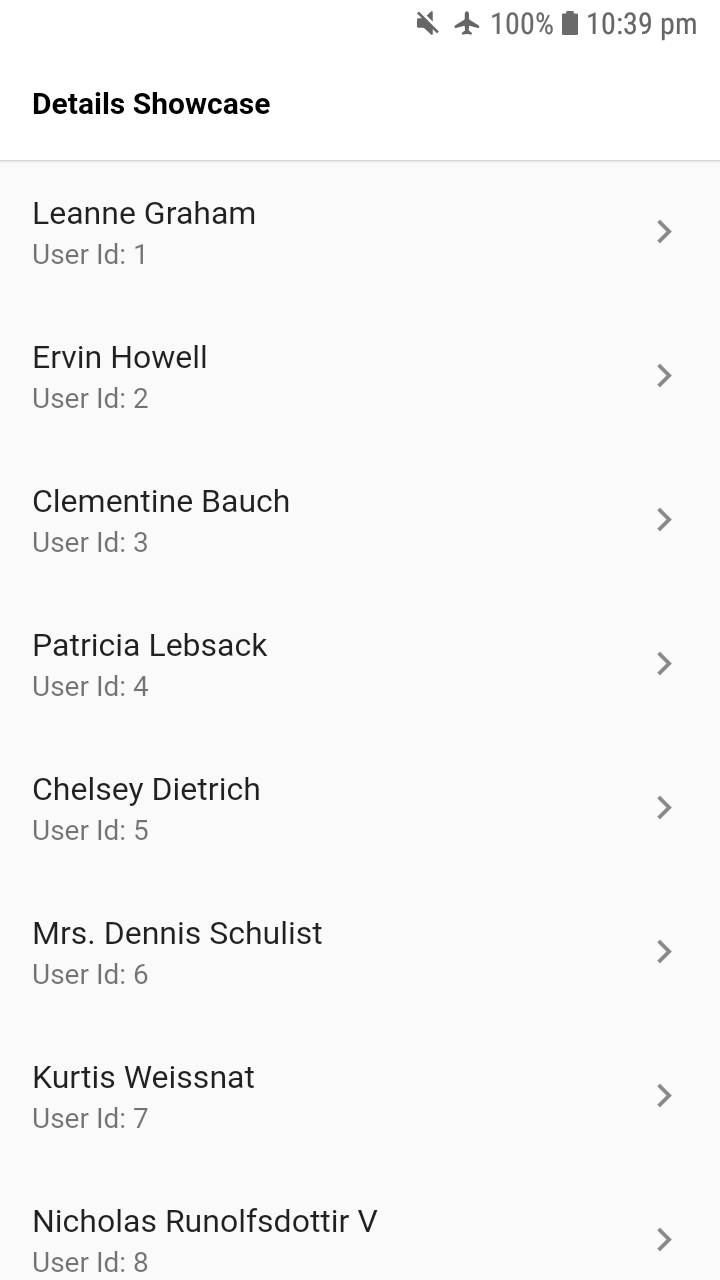 100% 10:39 pm
Details Showcase
Leanne Graham
User Id: 1
Ervin Howell
User Id: 2
Clementine Bauch
User Id: 3
Patricia Lebsack
User Id: 4
Chelsey Dietrich
User Id: 5
Mrs. Dennis Schulist
User Id: 6
Kurtis Weissnat
User Id: 7
Nicholas Runolfsdottir V
User Id: 8